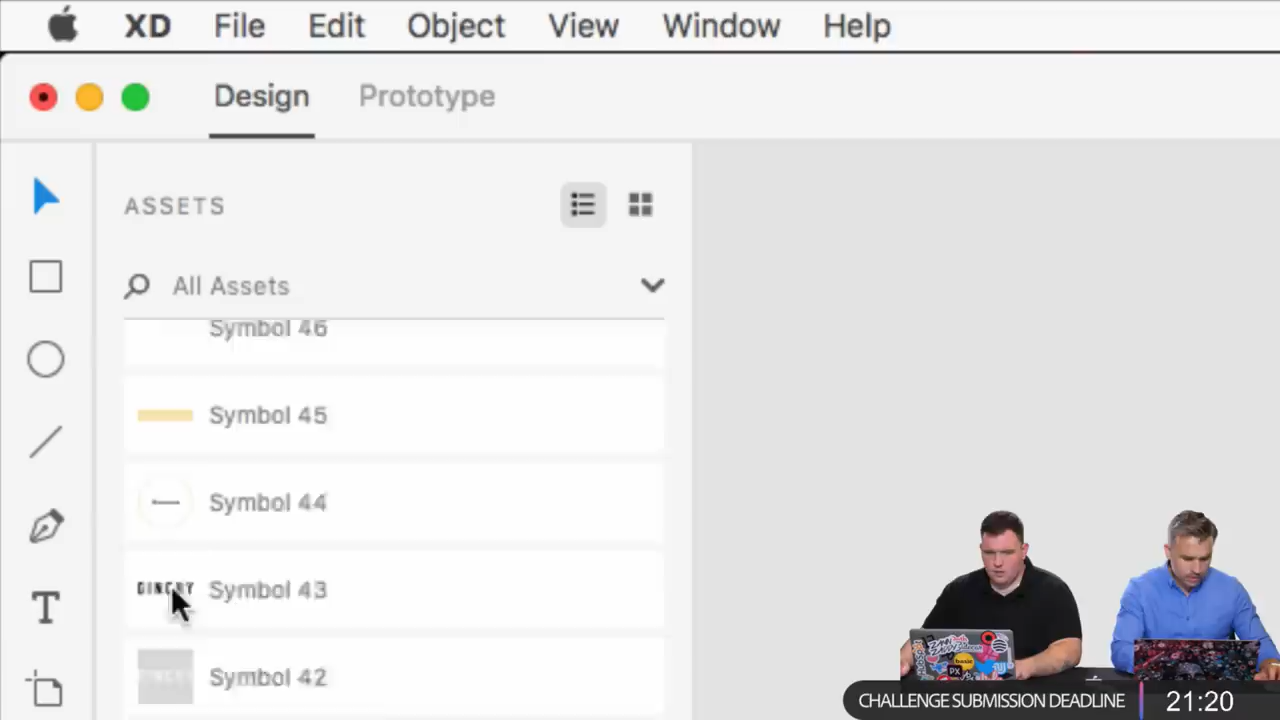 XD File Edit Object View Window Help
Design Prototype
ASSETS
All Assets
Symbol 46
Symbol 45
Symbol 44
Symbol 43
Symbol 42
T
CHALLENGE SUBMISSION DEADLINE 21:20